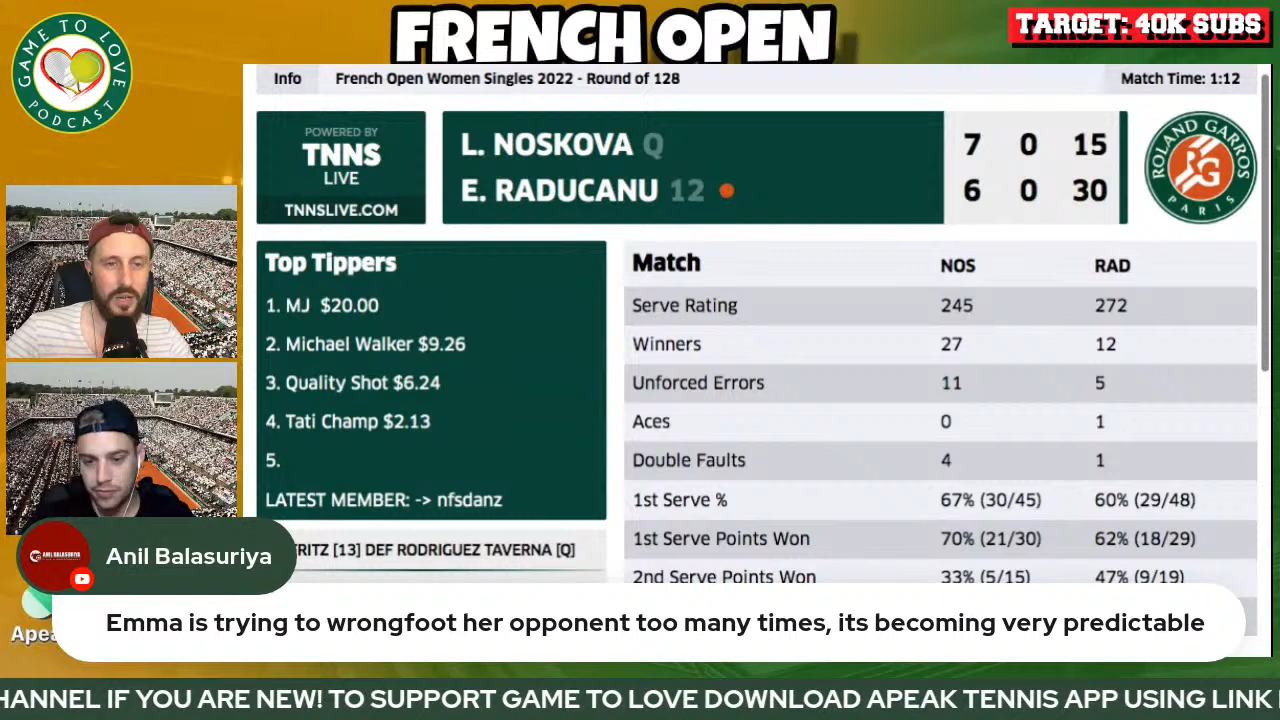 FRENCH OPEN
TARGET: 40K SUBS
GAME TO LOVE
PODCAST
Info French Open Women Singles 2022 - Round of 128 Match Time: 1:12
POWERED BY
TNNS
LIVE
TNNSLIVE.COM
L. NOSKOVA Q 7 0 15
E. RADUCANU 12 6 0 30
ROLAND GARROS
PARIS
Top Tippers
1. MJ $20.00
2. Michael Walker $9.26
3. Quality Shot $6.24
4. Tati Champ $2.13
5.
LATEST MEMBER: -> nfsdanz
Match NOS RAD
Serve Rating 245 272
Winners 27 12
Unforced Errors 11 5
Aces 0 1
Double Faults 4 1
1st Serve % 67% (30/45) 60% (29/48)
1st Serve Points Won 70% (21/30) 62% (18/29)
2nd Serve Points Won 33% (5/15) 47% (9/19)
RITZ [13] DEF RODRIGUEZ TAVERNA [Q]
ANIL BALASURIYA
Anil Balasuriya
Apea
Emma is trying to wrongfoot her opponent too many times, its becoming very predictable
HANNEL IF YOU ARE NEW! TO SUPPORT GAME TO LOVE DOWNLOAD APEAK TENNIS APP USING LINK